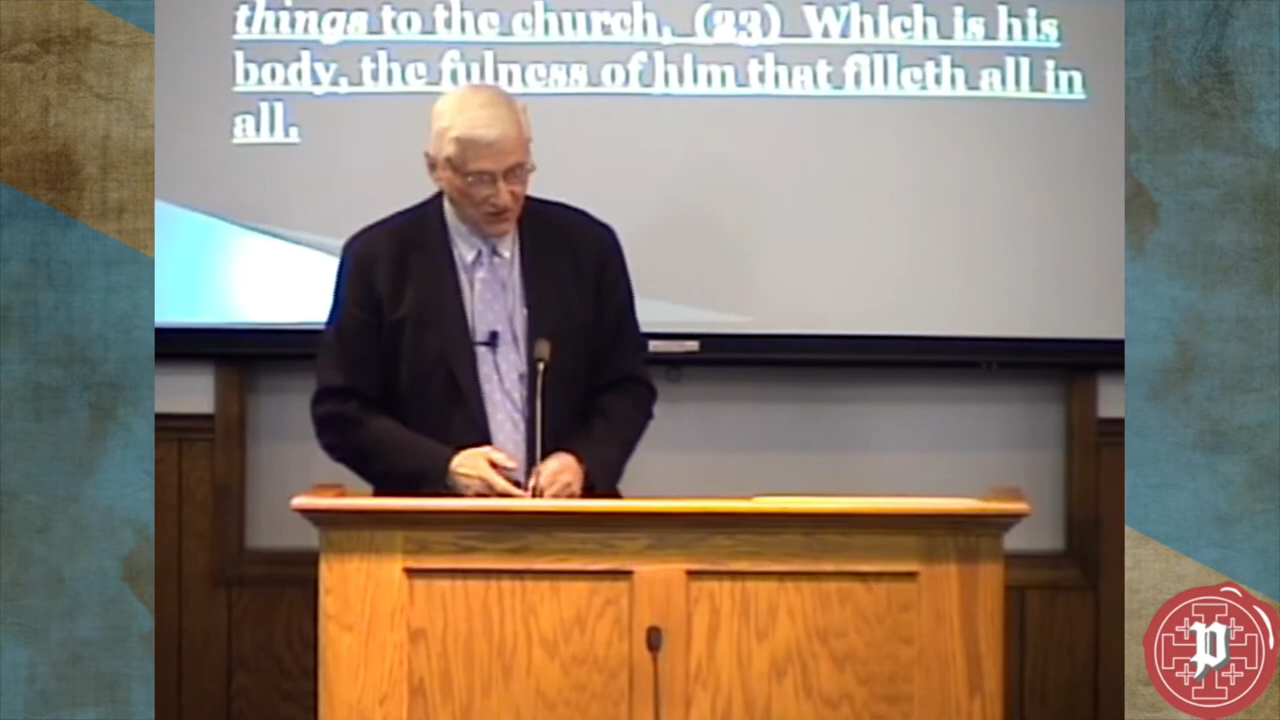 things to the church, (23) Which is his
body, the fulness of him that filleth all in
all.
P